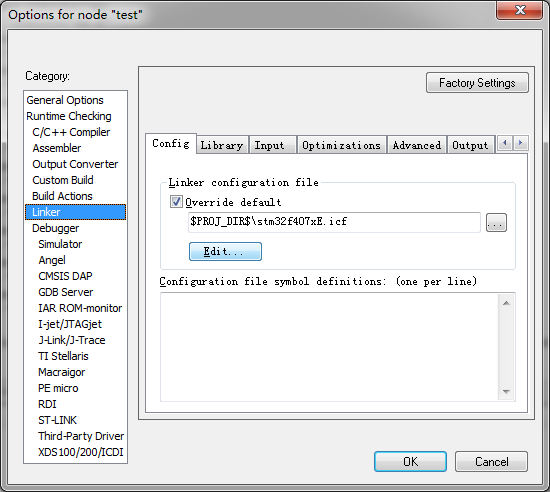 Options for node "test"
Category:
General Options
Runtime Checking
C/C++ Compiler
Assembler
Output Converter
Custom Build
Build Actions
Linker
Debugger
Simulator
Angel
CMSIS DAP
GDB Server
IAR ROM-monitor
I-jet/JTAGjet
J-Link/J-Trace
TI Stellaris
Macraigor
PE micro
RDI
ST-LINK
Third-Party Driver
XDS100/200/ICDI
Factory Settings
Config Library Input Optimizations Advanced Output
Linker configuration file
Override default
$PROJ_DIR$\stm32f407xE.icf
...
Edit...
Configuration file symbol definitions: (one per line)
OK Cancel